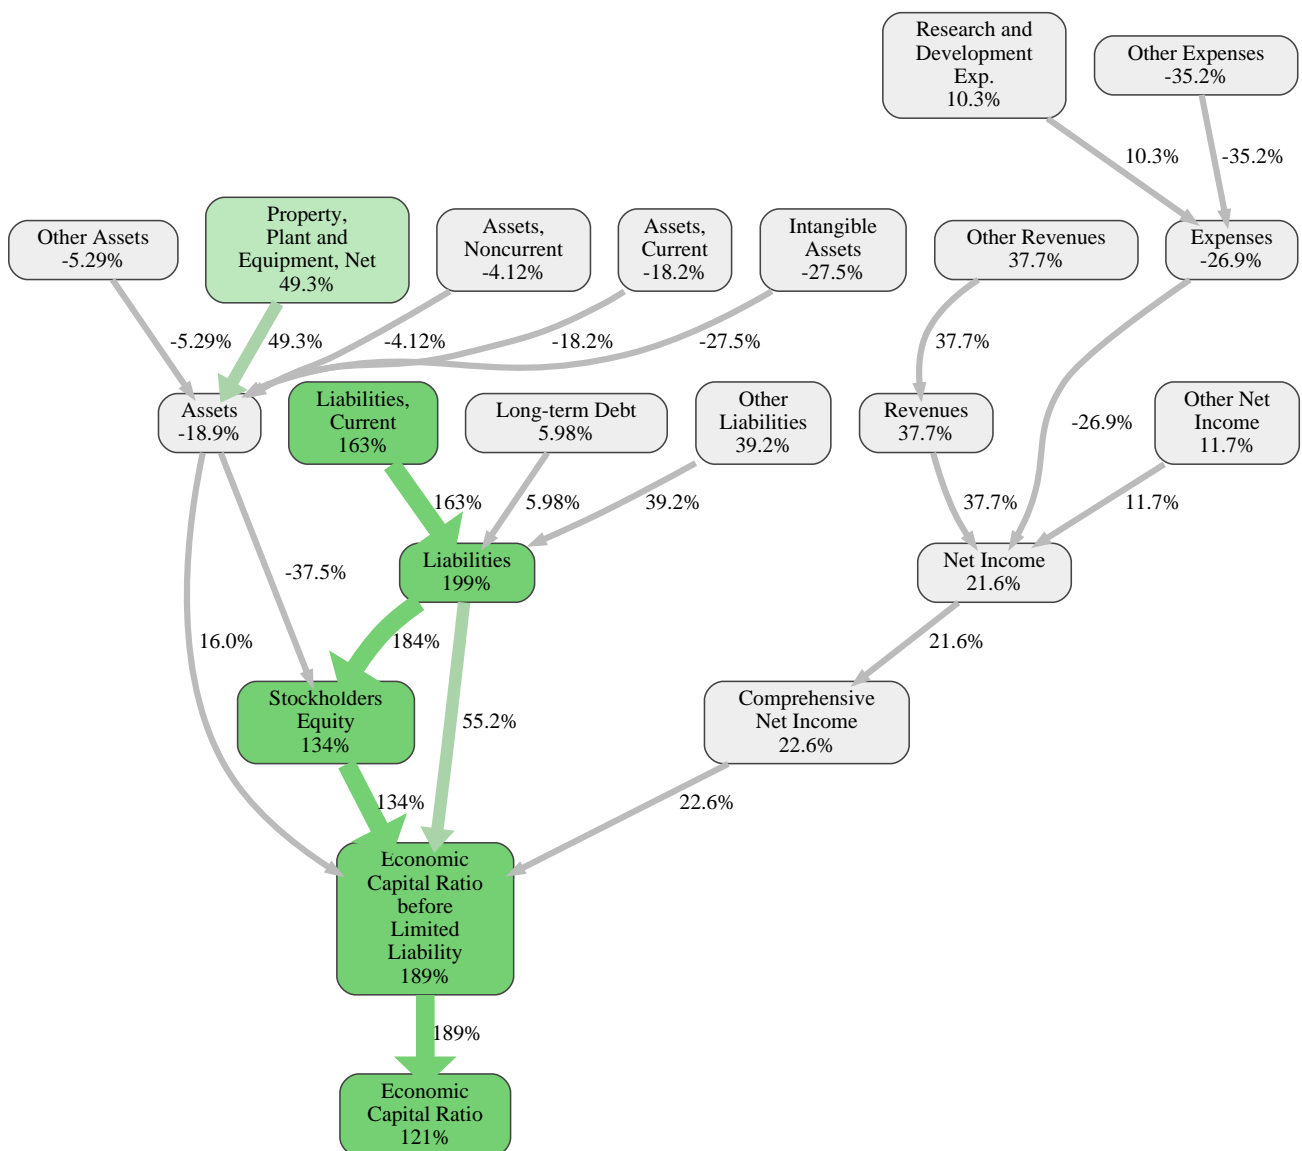 Research and
Development
Exp.
10.3%
Other Expenses
-35.2%
10.3%
-35.2%
Other Assets
-5.29%
Property,
Plant and
Equipment, Net
49.3%
Assets,
Noncurrent
-4.12%
Assets,
Current
-18.2%
Intangible
Assets
-27.5%
Other Revenues
37.7%
Expenses
-26.9%
-5.29%
49.3%
-4.12%
-18.2%
-27.5%
37.7%
-26.9%
Assets
-18.9%
Liabilities,
Current
163%
Long-term Debt
5.98%
Other
Liabilities
39.2%
Revenues
37.7%
Other Net
Income
11.7%
163%
5.98%
39.2%
37.7%
11.7%
-37.5%
Liabilities
199%
Net Income
21.6%
16.0%
184%
55.2%
21.6%
Stockholders
Equity
134%
Comprehensive
Net Income
22.6%
134%
22.6%
Economic
Capital Ratio
before
Limited
Liability
189%
189%
Economic
Capital Ratio
121%